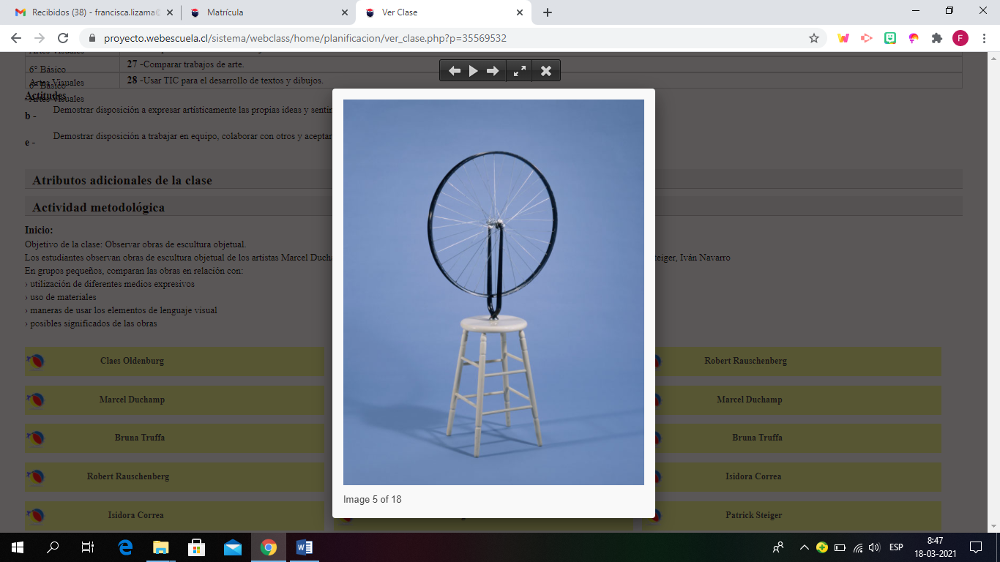 Recibidos (38) - francisca.lizama@
Matrícula
Ver Clase
proyecto.webescuela.cl/sistema/webclass/home/planificacion/ver_clase.php?p=35569532
F
Artes Visuales
6° Básico
27 -Comparar trabajos de arte.
Artes Visuales
6° Básico
28 -Usar TIC para el desarrollo de textos y dibujos.
Artes Visuales
Actitudes
b - Demostrar disposición a expresar artísticamente las propias ideas y
e - Demostrar disposición a trabajar en equipo, colaborar con otros y aceptar
Atributos adicionales de la clase
Actividad metodológica
Inicio:
Objetivo de la clase: Observar obras de escultura objetual.
Los estudiantes observan obras de escultura objetual de los artistas Marcel Iván Navarro
En grupos pequeños, comparan las obras en relación con:
› utilización de diferentes medios expresivos
› uso de materiales
› maneras de usar los elementos de lenguaje visual
› posibles significados de las obras
Claes Oldenburg
Robert Rauschenberg
Marcel Duchamp
Marcel Duchamp
Bruna Truffa
Bruna Truffa
Robert Rauschenberg
Isidora Correa
Isidora Correa
Patrick Steiger
Image 5 of 18
ESP
8:47
18-03-2021